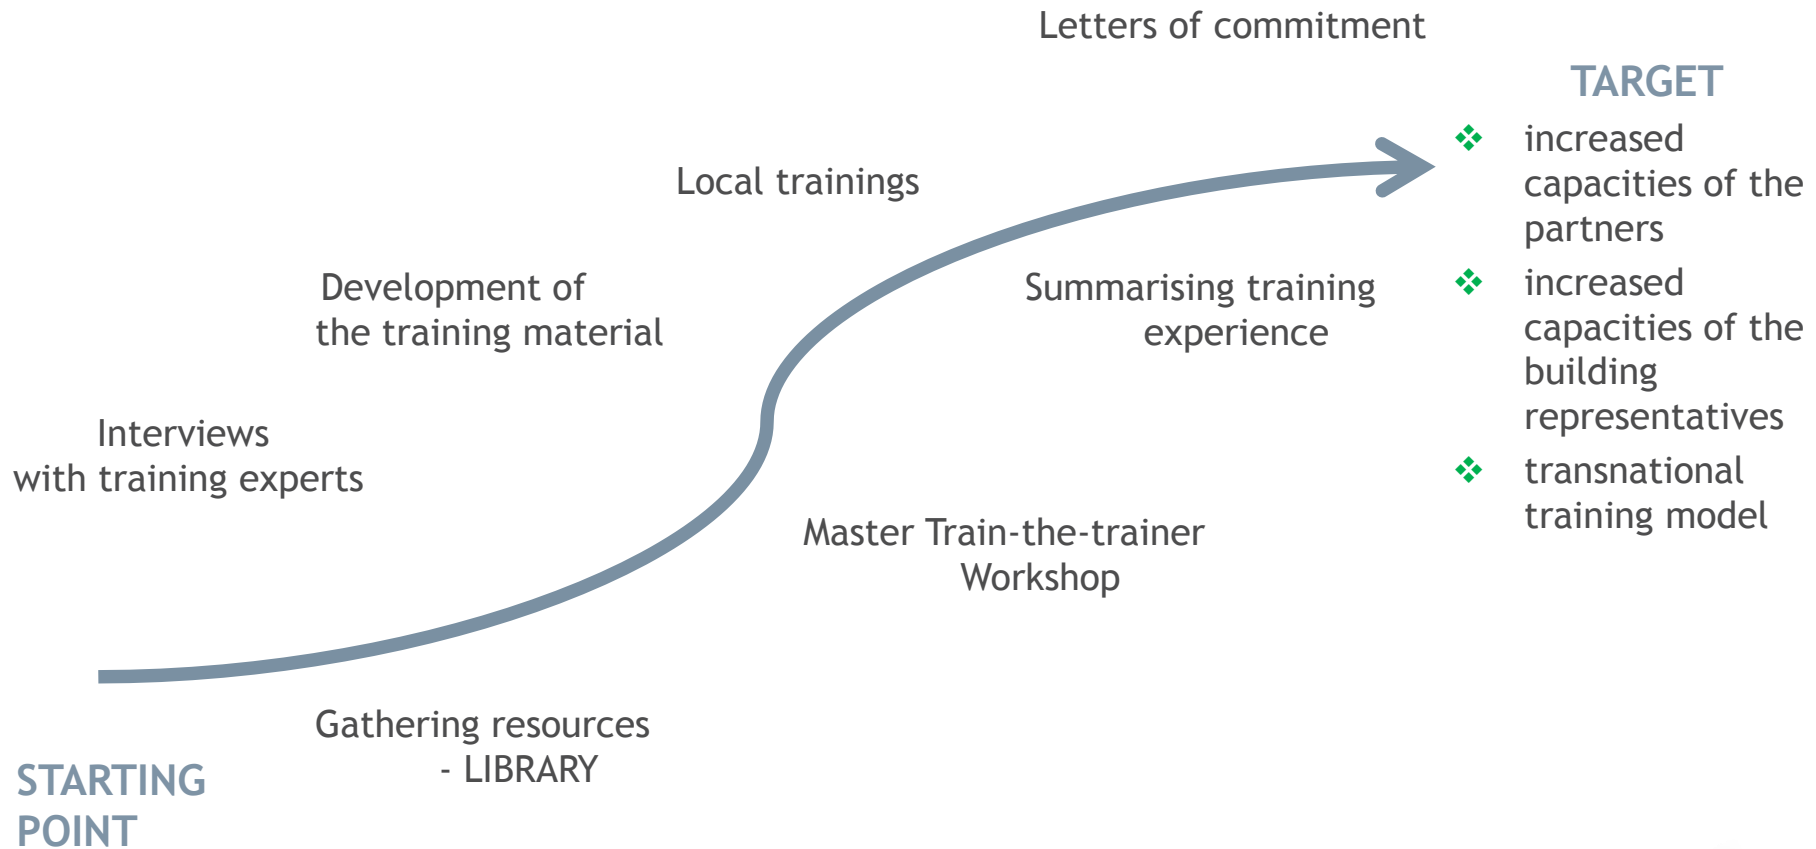 Letters of commitment
TARGET
❖ increased
capacities of the
partners
❖ increased
capacities of the
building
representatives
❖ transnational
training model
Local trainings
Development of
the training material
Summarising training
experience
Interviews
with training experts
Master Train-the-trainer
Workshop
Gathering resources
- LIBRARY
STARTING
POINT